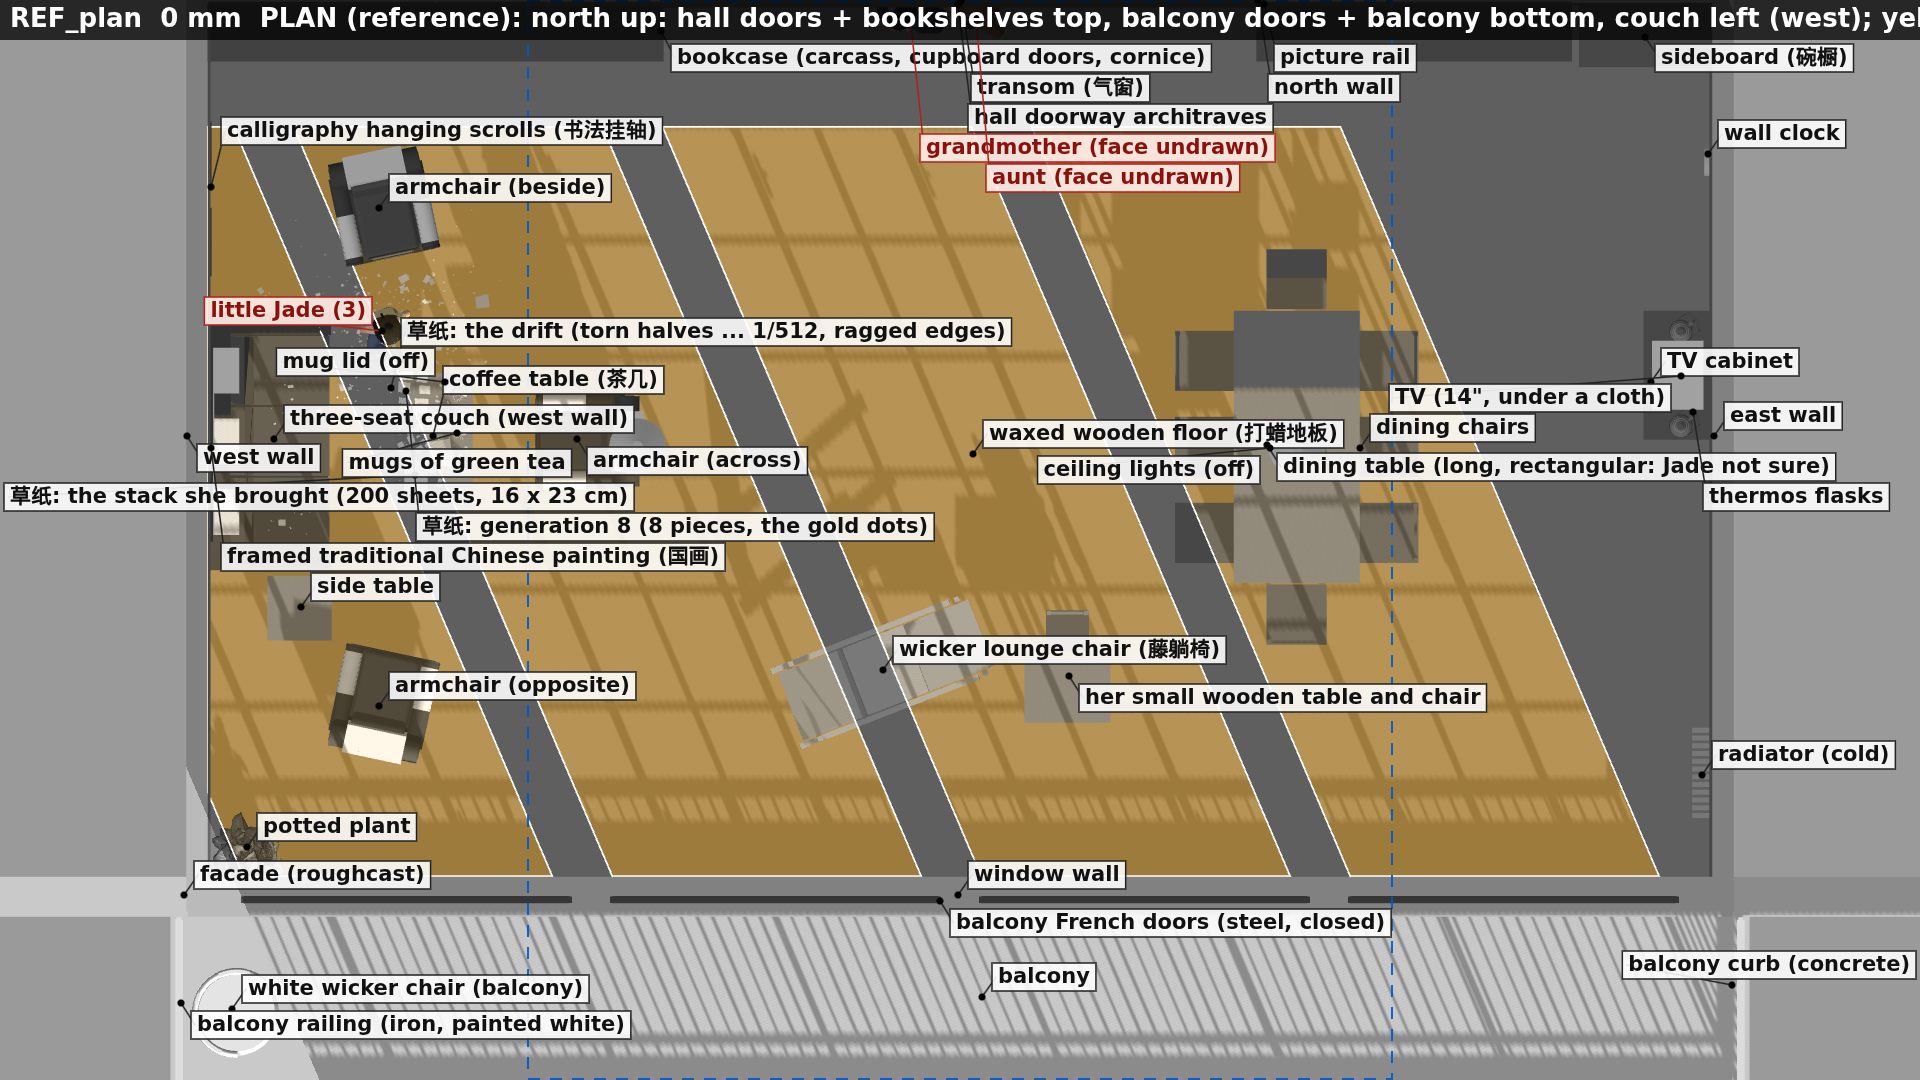 REF_plan 0 mm PLAN (reference): north up: hall doors + bookshelves top, balcony doors + balcony bottom, couch left (west); ye
bookcase (carcass, cupboard doors, cornice)
picture rail
sideboard (碗橱)
transom (气窗)
north wall
hall doorway architraves
calligraphy hanging scrolls (书法挂轴)
wall clock
grandmother (face undrawn)
aunt (face undrawn)
armchair (beside)
little Jade (3)
草纸: the drift (torn halves ... 1/512, ragged edges)
mug lid (off)
TV cabinet
coffee table (茶几)
TV (14", under a cloth)
three-seat couch (west wall)
east wall
waxed wooden floor (打蜡地板)
dining chairs
west wall
mugs of green tea
armchair (across)
ceiling lights (off)
dining table (long, rectangular: Jade not sure)
草纸: the stack she brought (200 sheets, 16 x 23 cm)
thermos flasks
草纸: generation 8 (8 pieces, the gold dots)
framed traditional Chinese painting (国画)
side table
wicker lounge chair (藤躺椅)
armchair (opposite)
her small wooden table and chair
radiator (cold)
potted plant
facade (roughcast)
window wall
balcony French doors (steel, closed)
balcony curb (concrete)
balcony
white wicker chair (balcony)
balcony railing (iron, painted white)